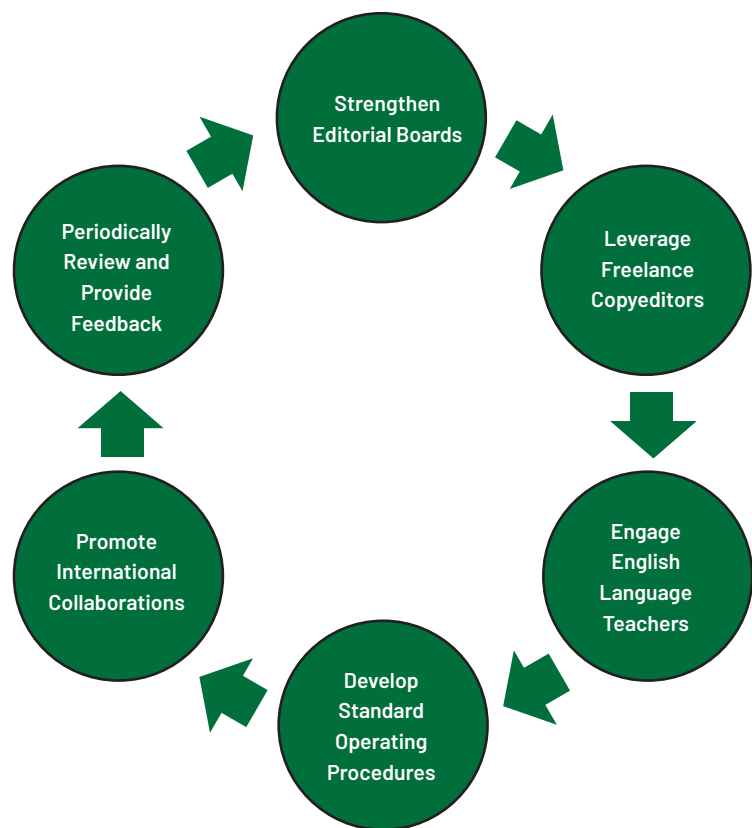 Strengthen
Editorial Boards
Leverage
Freelance
Copyeditors
Engage
English
Language
Teachers
Develop
Standard
Operating
Procedures
Promote
International
Collaborations
Periodically
Review and
Provide
Feedback